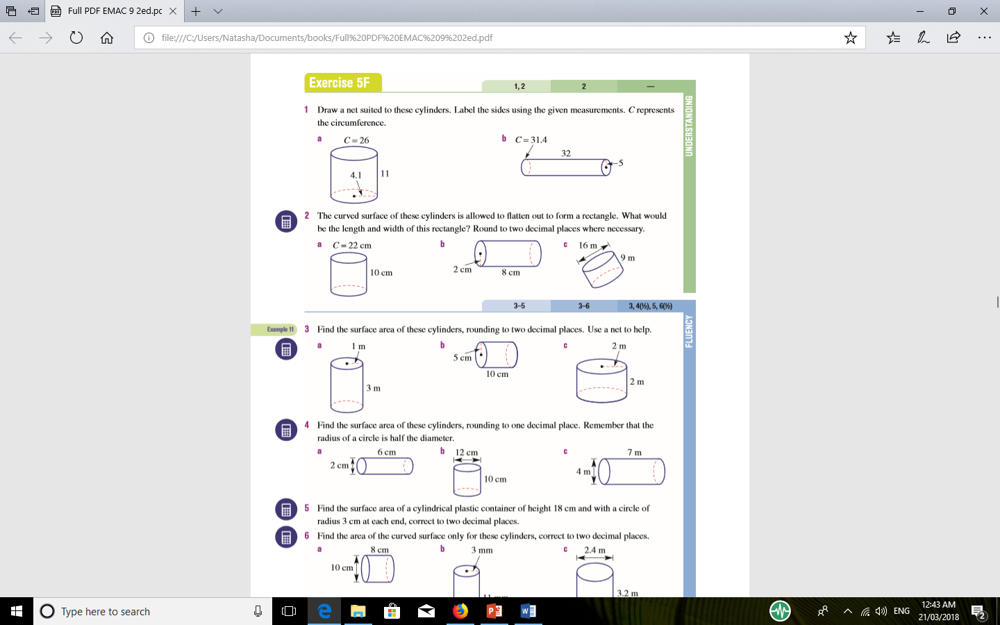 Full PDF EMAC 9 2ed.pd
file:///C:/Users/Natasha/Documents/books/Full%20PDF%20EMAC%209%202ed.pdf
Exercise 5F
1, 2
2
—
UNDERSTANDING
1 Draw a net suited to these cylinders. Label the sides using the given measurements. C represents
the circumference.
a C = 26
4.1
11
b C = 31.4
32
5
2 The curved surface of these cylinders is allowed to flatten out to form a rectangle. What would
be the length and width of this rectangle? Round to two decimal places where necessary.
a C = 22 cm
10 cm
b
2 cm
8 cm
c 16 m
9 m
3–5
3–6
3, 4(½), 5, 6(½)
FLUENCY
Example 11
3 Find the surface area of these cylinders, rounding to two decimal places. Use a net to help.
a 1 m
3 m
b
5 cm
10 cm
c 2 m
2 m
4 Find the surface area of these cylinders, rounding to one decimal place. Remember that the
radius of a circle is half the diameter.
a 6 cm
2 cm
b 12 cm
10 cm
c 7 m
4 m
5 Find the surface area of a cylindrical plastic container of height 18 cm and with a circle of
radius 3 cm at each end, correct to two decimal places.
6 Find the area of the curved surface only for these cylinders, correct to two decimal places.
a 8 cm
10 cm
b 3 mm
c 2.4 m
3.2 m
Type here to search
ENG
12:43 AM
21/03/2018
2